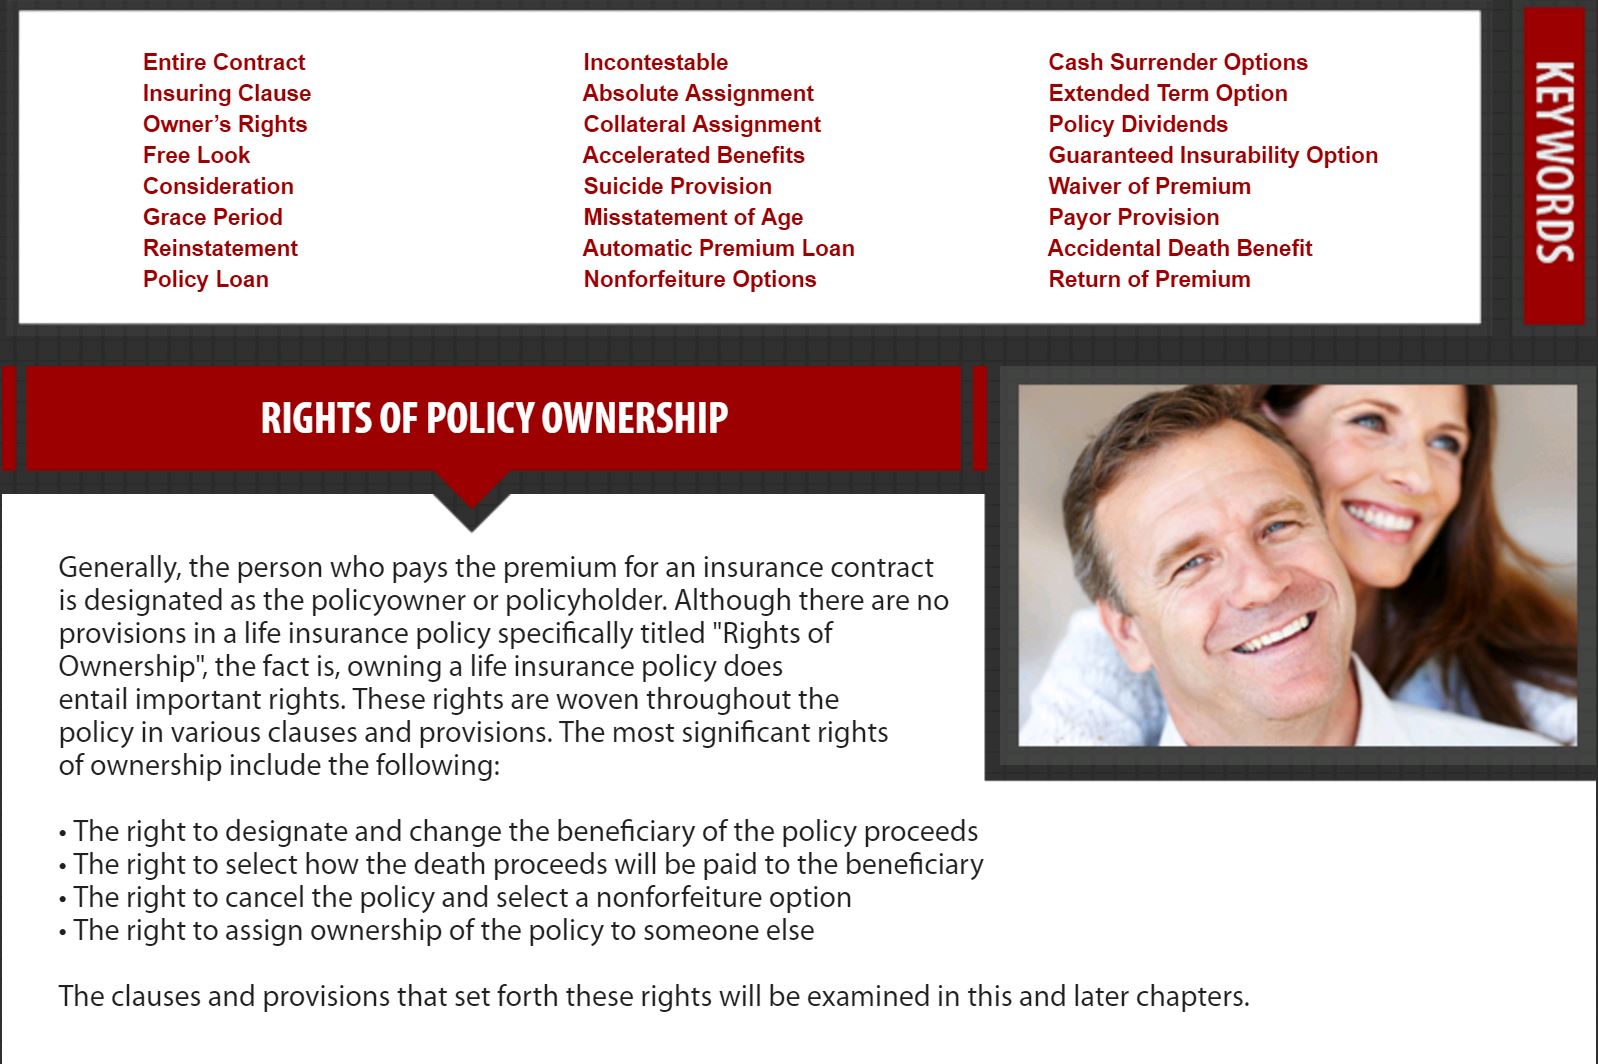 Entire Contract
Insuring Clause
Owner’s Rights
Free Look
Consideration
Grace Period
Reinstatement
Policy Loan
Incontestable
Absolute Assignment
Collateral Assignment
Accelerated Benefits
Suicide Provision
Misstatement of Age
Automatic Premium Loan
Nonforfeiture Options
Cash Surrender Options
Extended Term Option
Policy Dividends
Guaranteed Insurability Option
Waiver of Premium
Payor Provision
Accidental Death Benefit
Return of Premium
KEYWORDS
RIGHTS OF POLICY OWNERSHIP
Generally, the person who pays the premium for an insurance contract
is designated as the policyowner or policyholder. Although there are no
provisions in a life insurance policy specifically titled "Rights of
Ownership", the fact is, owning a life insurance policy does
entail important rights. These rights are woven throughout the
policy in various clauses and provisions. The most significant rights
of ownership include the following:
• The right to designate and change the beneficiary of the policy proceeds
• The right to select how the death proceeds will be paid to the beneficiary
• The right to cancel the policy and select a nonforfeiture option
• The right to assign ownership of the policy to someone else
The clauses and provisions that set forth these rights will be examined in this and later chapters.